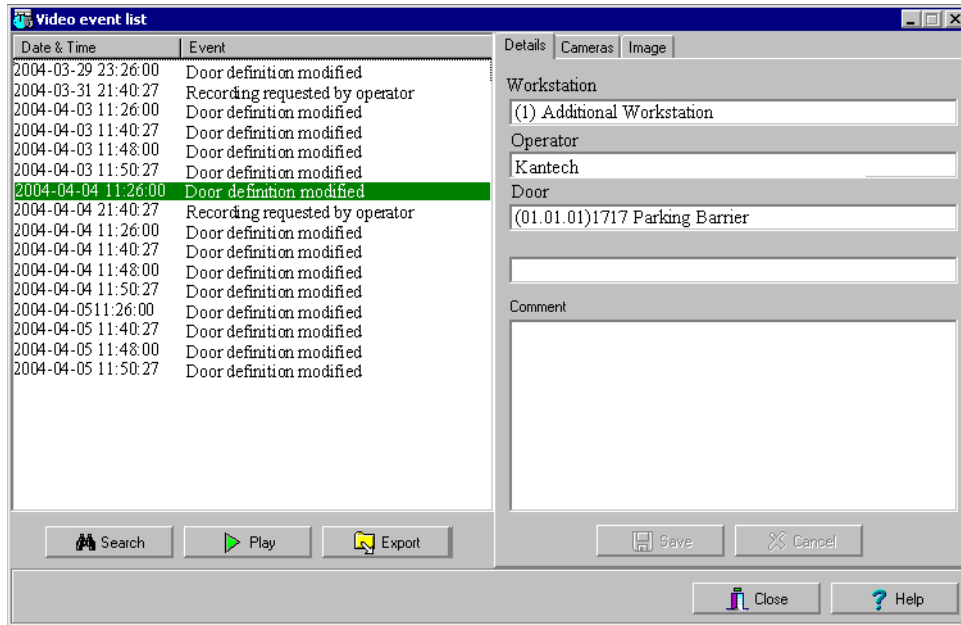 Video event list
Date & Time Event
2004-03-29 23:26:00 Door definition modified
2004-03-31 21:40:27 Recording requested by operator
2004-04-03 11:26:00 Door definition modified
2004-04-03 11:40:27 Door definition modified
2004-04-03 11:48:00 Door definition modified
2004-04-03 11:50:27 Door definition modified
2004-04-04 11:26:00 Door definition modified
2004-04-04 21:40:27 Recording requested by operator
2004-04-04 11:26:00 Door definition modified
2004-04-04 11:40:27 Door definition modified
2004-04-04 11:48:00 Door definition modified
2004-04-04 11:50:27 Door definition modified
2004-04-0511:26:00 Door definition modified
2004-04-05 11:40:27 Door definition modified
2004-04-05 11:48:00 Door definition modified
2004-04-05 11:50:27 Door definition modified
Search Play Export
Details Cameras Image
Workstation
(1) Additional Workstation
Operator
Kantech
Door
(01.01.01)1717 Parking Barrier
Comment
Save Cancel
Close Help